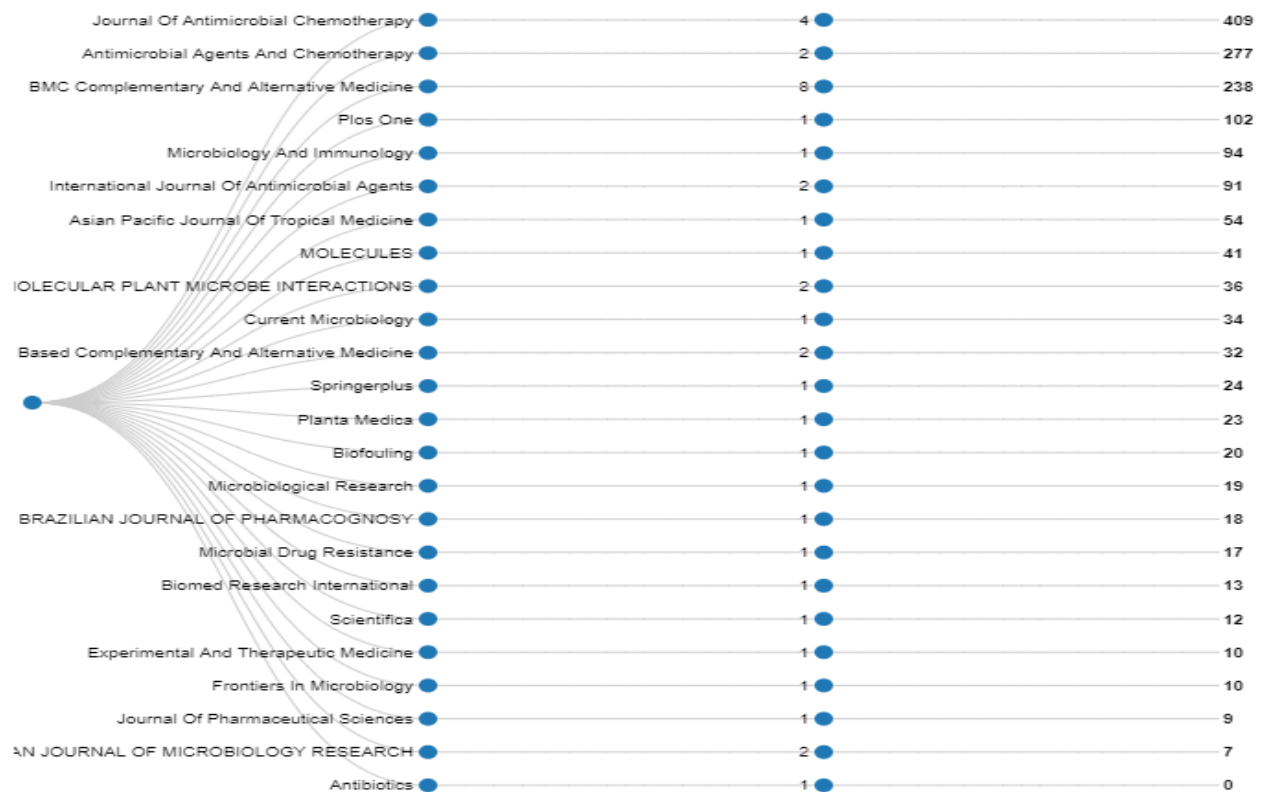 Journal Of Antimicrobial Chemotherapy 4 409
Antimicrobial Agents And Chemotherapy 2 277
BMC Complementary And Alternative Medicine 8 238
Plos One 1 102
Microbiology And Immunology 1 94
International Journal Of Antimicrobial Agents 2 91
Asian Pacific Journal Of Tropical Medicine 1 54
MOLECULES 1 41
IOLECULAR PLANT MICROBE INTERACTIONS 2 36
Current Microbiology 1 34
Based Complementary And Alternative Medicine 2 32
Springerplus 1 24
Planta Medica 1 23
Biofouling 1 20
Microbiological Research 1 19
BRAZILIAN JOURNAL OF PHARMACOGNOSY 1 18
Microbial Drug Resistance 1 17
Biomed Research International 1 13
Scientifica 1 12
Experimental And Therapeutic Medicine 1 10
Frontiers In Microbiology 1 10
Journal Of Pharmaceutical Sciences 1 9
AN JOURNAL OF MICROBIOLOGY RESEARCH 2 7
Antibiotics 1 0